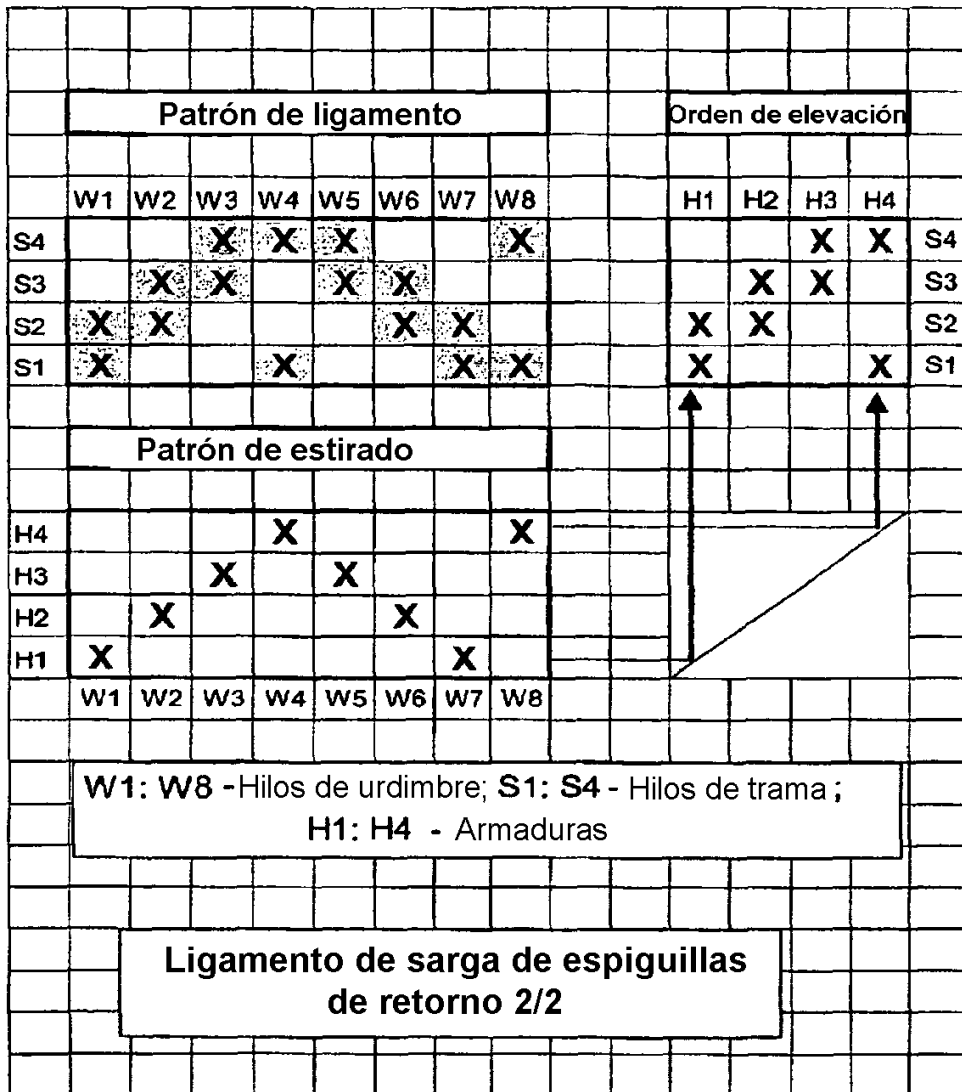 Patrón de ligamento
Orden de elevación
W1 W2 W3 W4 W5 W6 W7 W8
H1 H2 H3 H4
S4 X X X X X X S4
S3 X X X X X X S3
S2 X X X X X X S2
S1 X X X X X X S1
Patrón de estirado
H4 X X
H3 X X
H2 X X
H1 X X
W1 W2 W3 W4 W5 W6 W7 W8
W1: W8 - Hilos de urdimbre; S1: S4 - Hilos de trama;
H1: H4 - Armaduras
Ligamento de sarga de espiguillas
de retorno 2/2